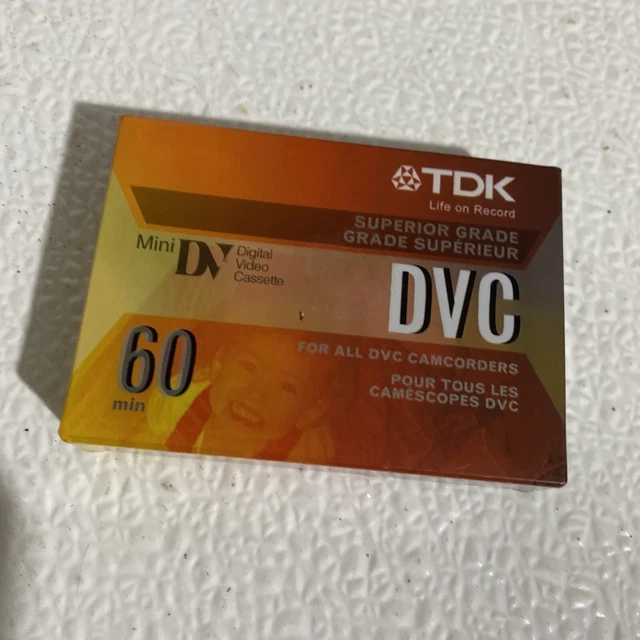 TDK
Life on Record
SUPERIOR GRADE
GRADE SUPÉRIEUR
Mini DV Digital
Video
Cassette
DVC
60
min
FOR ALL DVC CAMCORDERS
POUR TOUS LES
CAMÉSCOPES DVC